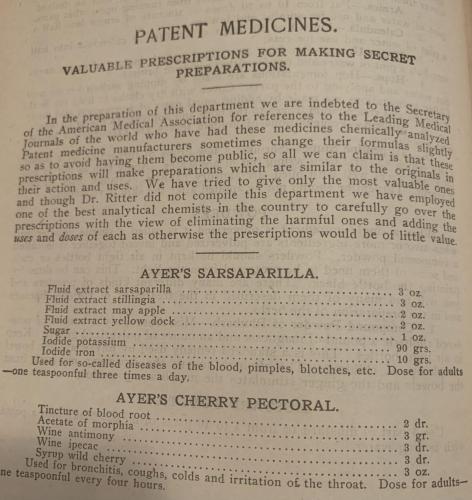 PATENT MEDICINES.
VALUABLE PRESCRIPTIONS FOR MAKING SECRET
PREPARATIONS.
In the preparation of this department we are indebted to the Secretary
of the American Medical Association for references to the Leading Medical
Journals of the world who have had these medicines chemically analyzed
Patent medicine manufacturers sometimes change their formulas slightly
so as to avoid having them become public, so all we can claim is that these
prescriptions will make preparations which are similar to the originals in
their action and uses. We have tried to give only the most valuable ones
and though Dr. Ritter did not compile this department we have employed
one of the best analytical chemists in the country to carefully go over the
prescriptions with the view of eliminating the harmful ones and adding the
uses and doses of each as otherwise the preseriptions would be of little value.
AYER'S SARSAPARILLA.
Fluid extract sarsaparilla ........ 3 oz.
Fluid extract stillingia ........ 3 oz.
Fluid extract may apple ........ 2 oz.
Fluid extract yellow dock ........ 2 oz.
Sugar ........ 1 oz.
Iodide potassium ........ 90 grs.
Iodide iron ........ 10 grs.
Used for so-called diseases of the blood, pimples, blotches, etc. Dose for adults
—one teaspoonful three times a day.
AYER'S CHERRY PECTORAL.
Tincture of blood root ........ 2 dr.
Acetate of morphia ........ 3 gr.
Wine antimony ........ 3 dr.
Wine ipecac ........ 3 dr.
Syrup wild cherry ........ 3 oz.
Used for bronchitis, coughs, colds and irritation of the throat. Dose for adults—
one teaspoonful every four hours.